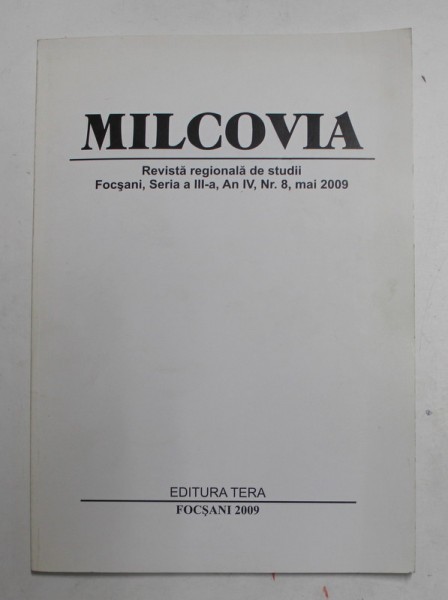 MILCOVIA
Revistă regională de studii
Focşani, Seria a III-a, An IV, Nr. 8, mai 2009
EDITURA TERA
FOCŞANI 2009